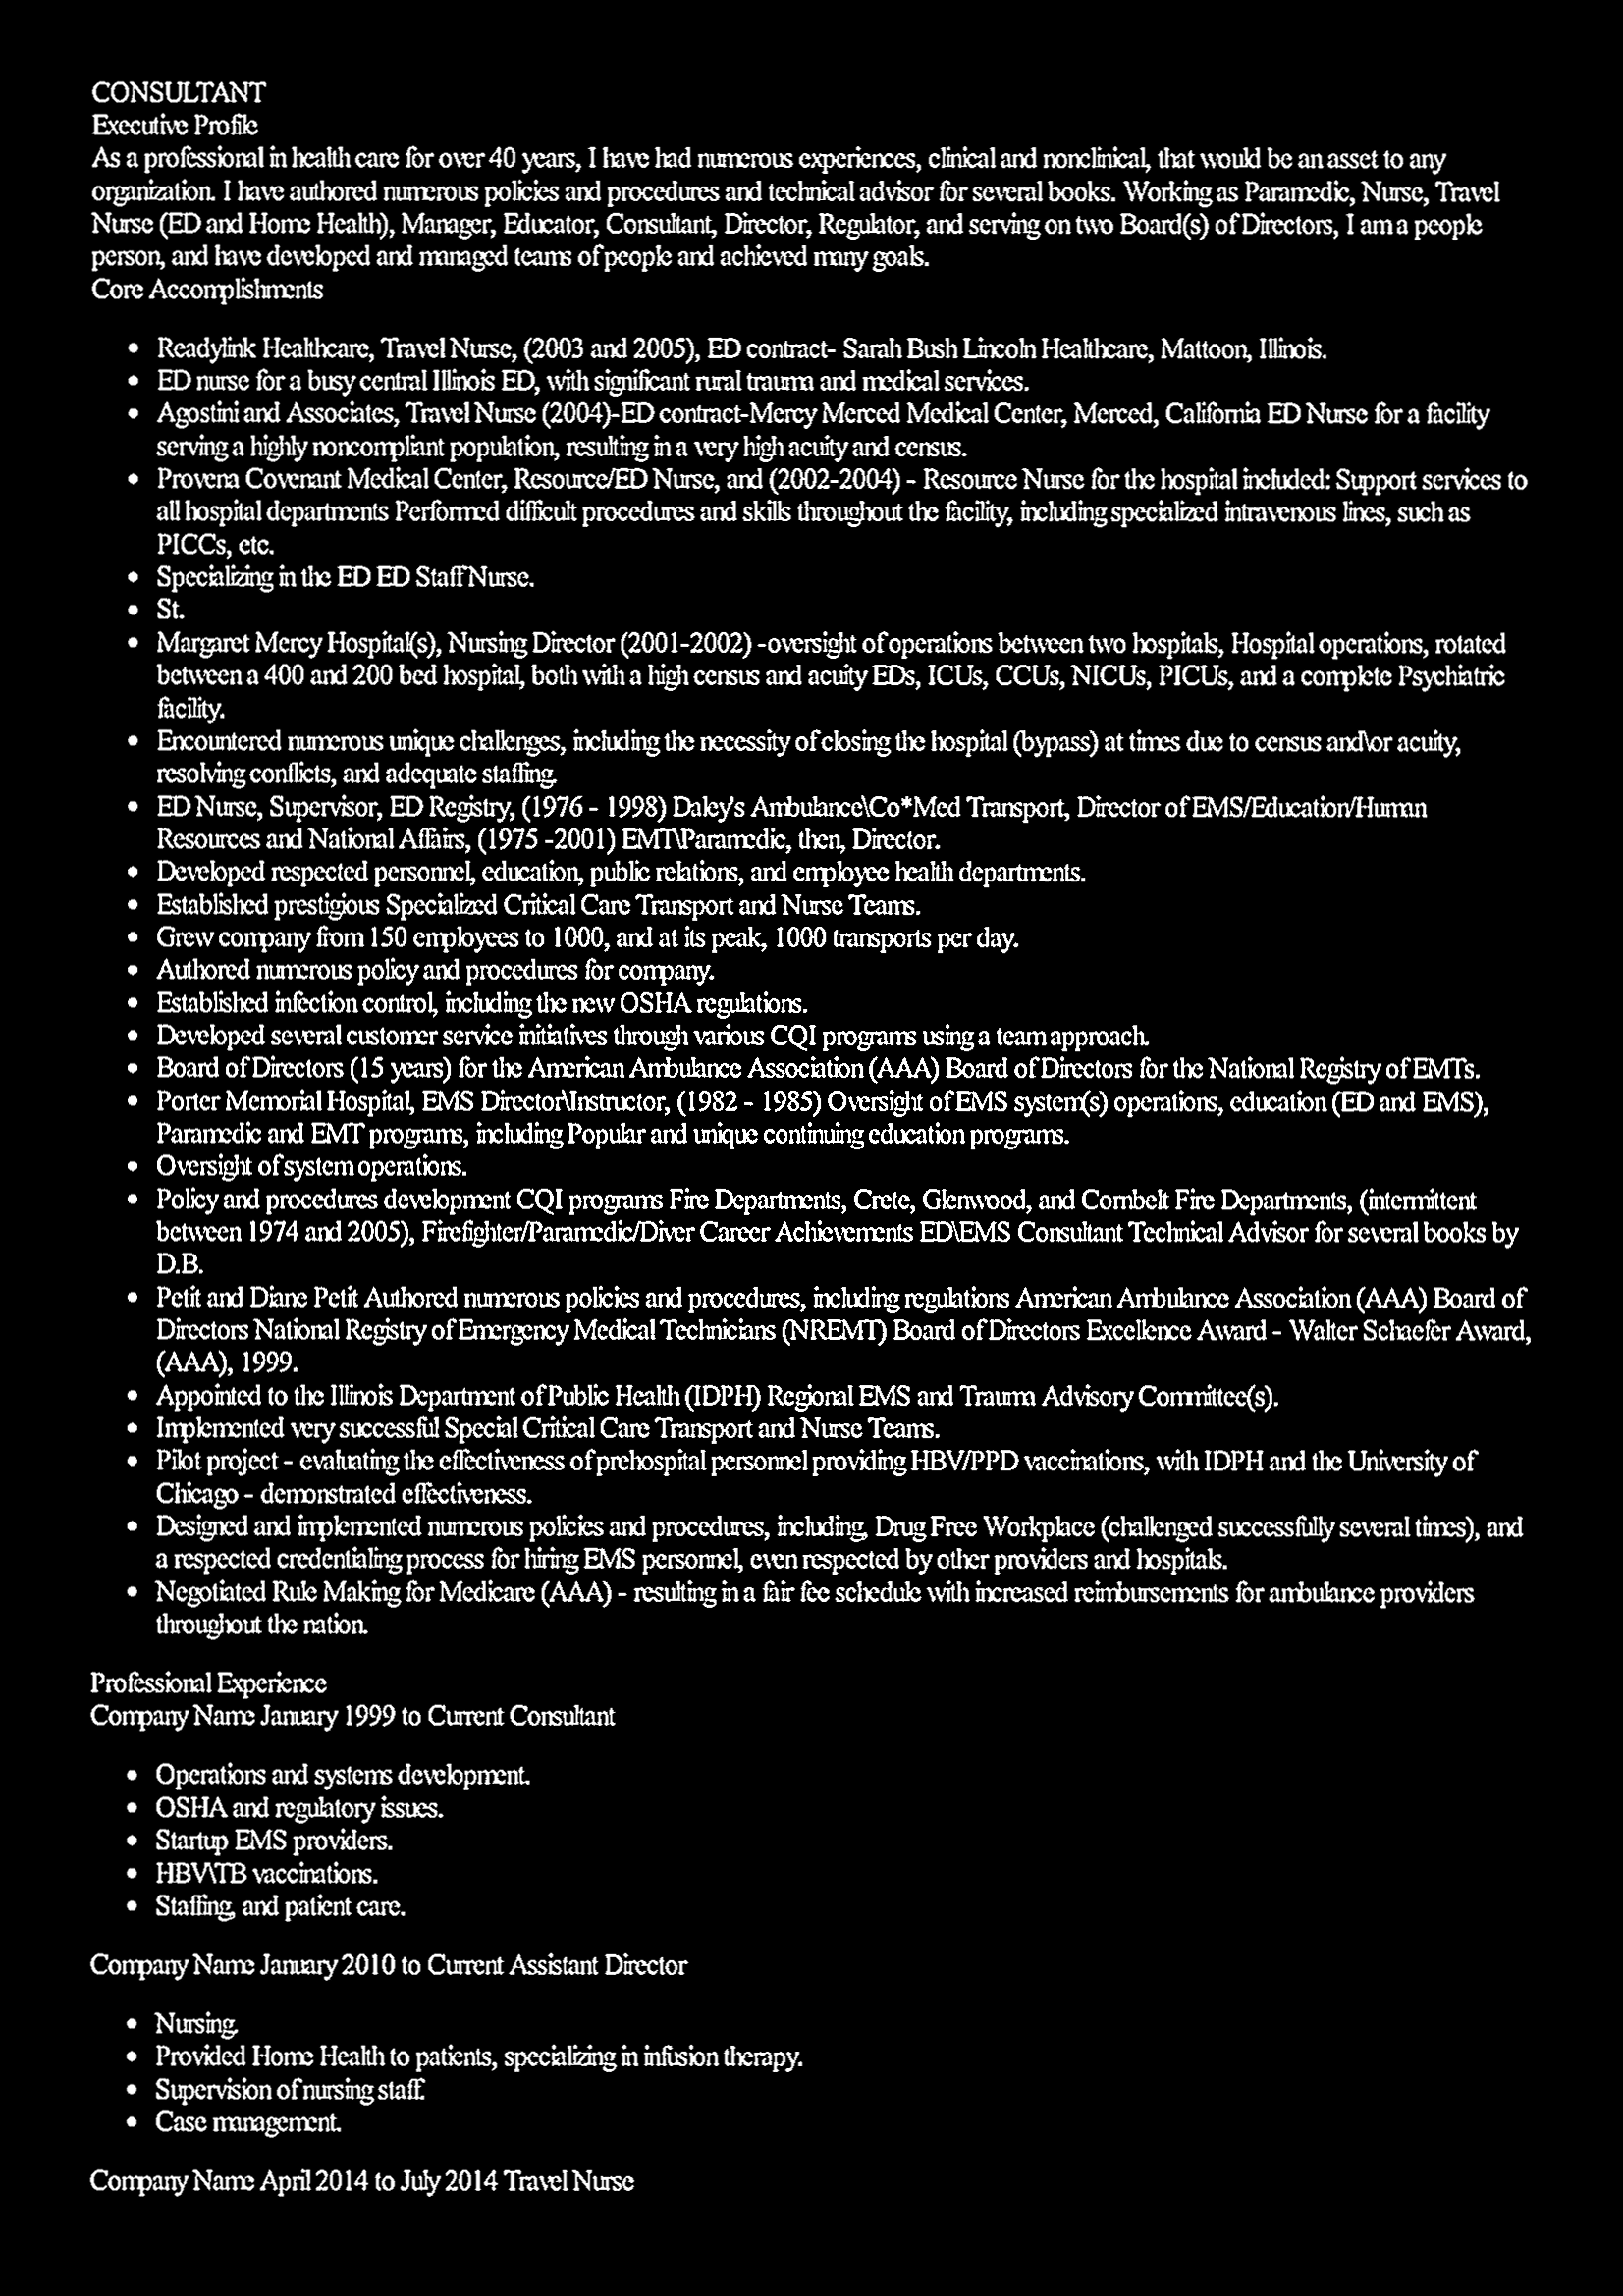 CONSULTANT
Executive Profile
As a professional in health care for over 40 years, I have had numerous experiences, clinical and nonclinical, that would be an asset to any
organization. I have authored numerous policies and procedures and technical advisor for several books. Working as Paramedic, Nurse, Travel
Nurse (ED and Home Health), Manager, Educator, Consultant, Director, Regulator, and serving on two Board(s) of Directors, I am a people
person, and have developed and managed teams of people and achieved many goals.
Core Accomplishments
• Readylink Healthcare, Travel Nurse, (2003 and 2005), ED contract- Sarah Bush Lincoln Healthcare, Mattoon, Illinois.
• ED nurse for a busy central Illinois ED, with significant rural trauma and medical services.
• Agostini and Associates, Travel Nurse (2004)-ED contract-Mercy Merced Medical Center, Merced, California ED Nurse for a facility
serving a highly noncompliant population, resulting in a very high acuity and census.
• Provena Covenant Medical Center, Resource/ED Nurse, and (2002-2004) - Resource Nurse for the hospital included: Support services to
all hospital departments Performed difficult procedures and skills throughout the facility, including specialized intravenous lines, such as
PICCs, etc.
• Specializing in the ED ED Staff Nurse.
• St.
• Margaret Mercy Hospital(s), Nursing Director (2001-2002) -oversight of operations between two hospitals, Hospital operations, rotated
between a 400 and 200 bed hospital, both with a high census and acuity EDs, ICUs, CCUs, NICUs, PICUs, and a complete Psychiatric
facility.
• Encountered numerous unique challenges, including the necessity of closing the hospital (bypass) at times due to census and\or acuity,
resolving conflicts, and adequate staffing.
• ED Nurse, Supervisor, ED Registry, (1976 - 1998) Daley's Ambulance\Co*Med Transport, Director of EMS/Education/Human
Resources and National Affairs, (1975 -2001) EMT\Paramedic, then, Director.
• Developed respected personnel, education, public relations, and employee health departments.
• Established prestigious Specialized Critical Care Transport and Nurse Teams.
• Grew company from 150 employees to 1000, and at its peak, 1000 transports per day.
• Authored numerous policy and procedures for company.
• Established infection control, including the new OSHA regulations.
• Developed several customer service initiatives through various CQI programs using a team approach.
• Board of Directors (15 years) for the American Ambulance Association (AAA) Board of Directors for the National Registry of EMTs.
• Porter Memorial Hospital, EMS Director\Instructor, (1982 - 1985) Oversight of EMS system(s) operations, education (ED and EMS),
Paramedic and EMT programs, including Popular and unique continuing education programs.
• Oversight of system operations.
• Policy and procedures development CQI programs Fire Departments, Crete, Glenwood, and Cornbelt Fire Departments, (intermittent
between 1974 and 2005), Firefighter/Paramedic/Diver Career Achievements ED\EMS Consultant Technical Advisor for several books by
D.B.
• Petit and Diane Petit Authored numerous policies and procedures, including regulations American Ambulance Association (AAA) Board of
Directors National Registry of Emergency Medical Technicians (NREMT) Board of Directors Excellence Award - Walter Schaefer Award,
(AAA), 1999.
• Appointed to the Illinois Department of Public Health (IDPH) Regional EMS and Trauma Advisory Committee(s).
• Implemented very successful Special Critical Care Transport and Nurse Teams.
• Pilot project - evaluating the effectiveness of prehospital personnel providing HBV/PPD vaccinations, with IDPH and the University of
Chicago - demonstrated effectiveness.
• Designed and implemented numerous policies and procedures, including, Drug Free Workplace (challenged successfully several times), and
a respected credentialing process for hiring EMS personnel, even respected by other providers and hospitals.
• Negotiated Rule Making for Medicare (AAA) - resulting in a fair fee schedule with increased reimbursements for ambulance providers
throughout the nation.
Professional Experience
Company Name January 1999 to Current Consultant
• Operations and systems development.
• OSHA and regulatory issues.
• Startup EMS providers.
• HBV\TB vaccinations.
• Staffing, and patient care.
Company Name January 2010 to Current Assistant Director
• Nursing.
• Provided Home Health to patients, specializing in infusion therapy.
• Supervision of nursing staff.
• Case management.
Company Name April 2014 to July 2014 Travel Nurse